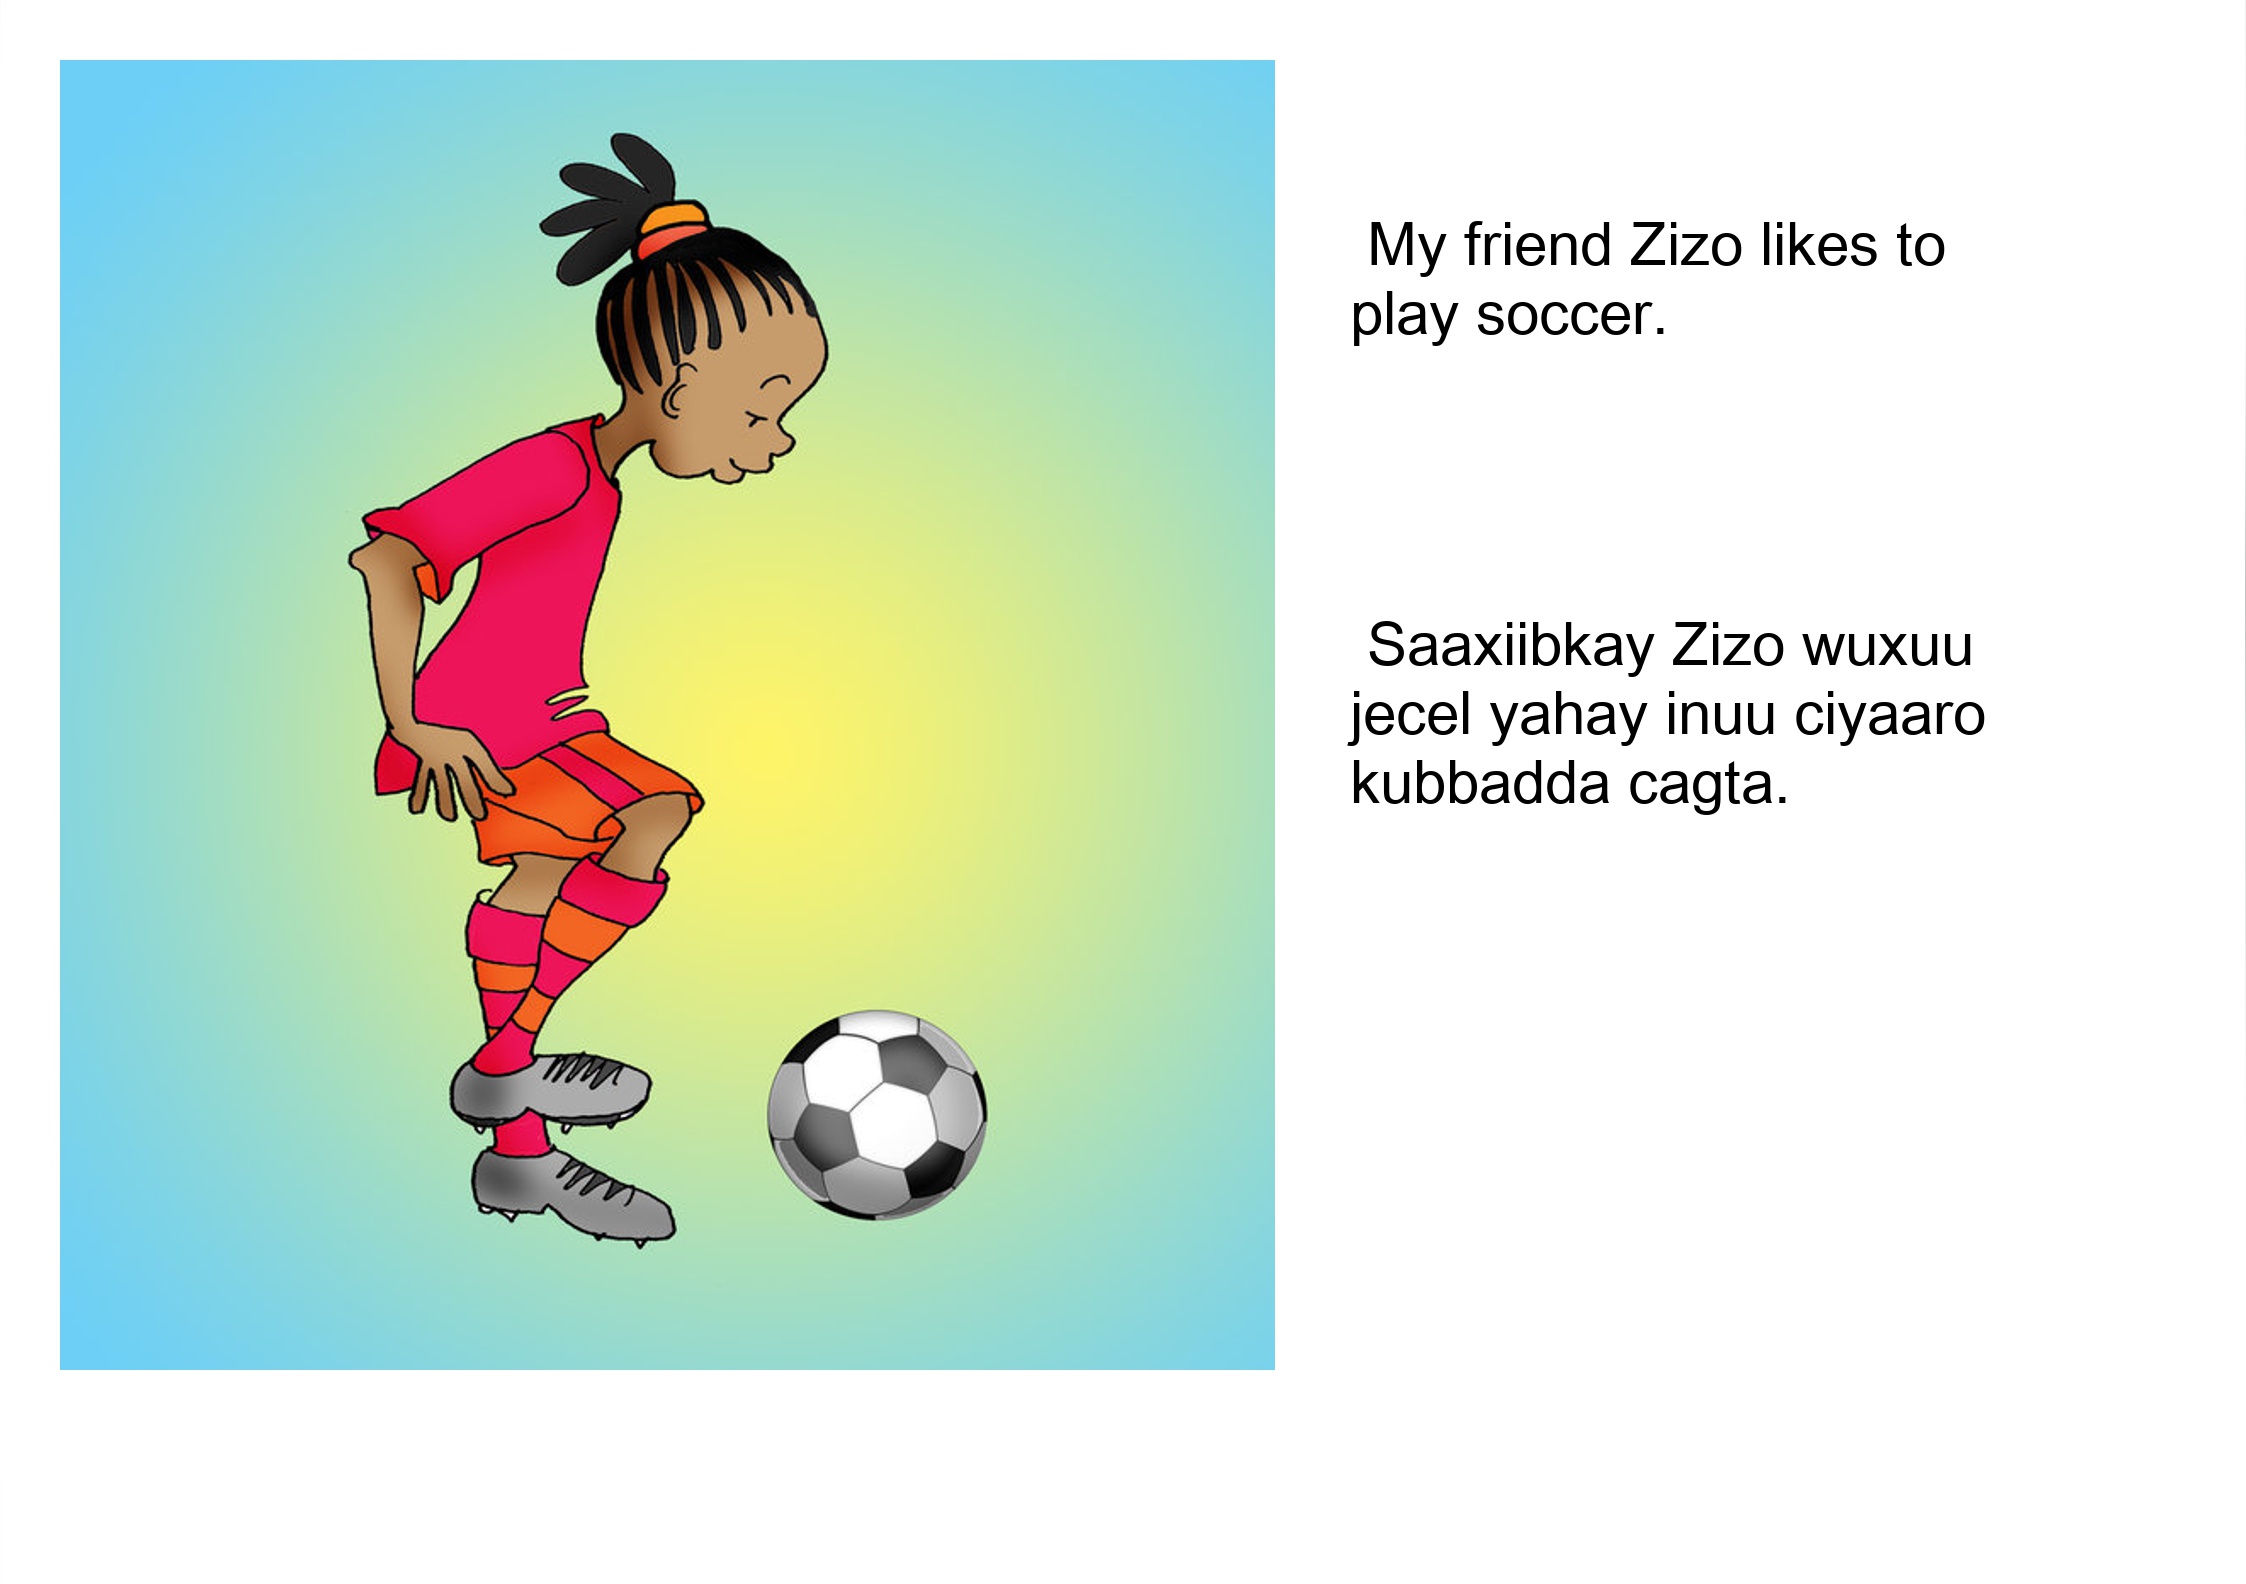 My friend Zizo likes to
play soccer.
Saaxiibkay Zizo wuxuu
jecel yahay inuu ciyaaro
kubbadda cagta.